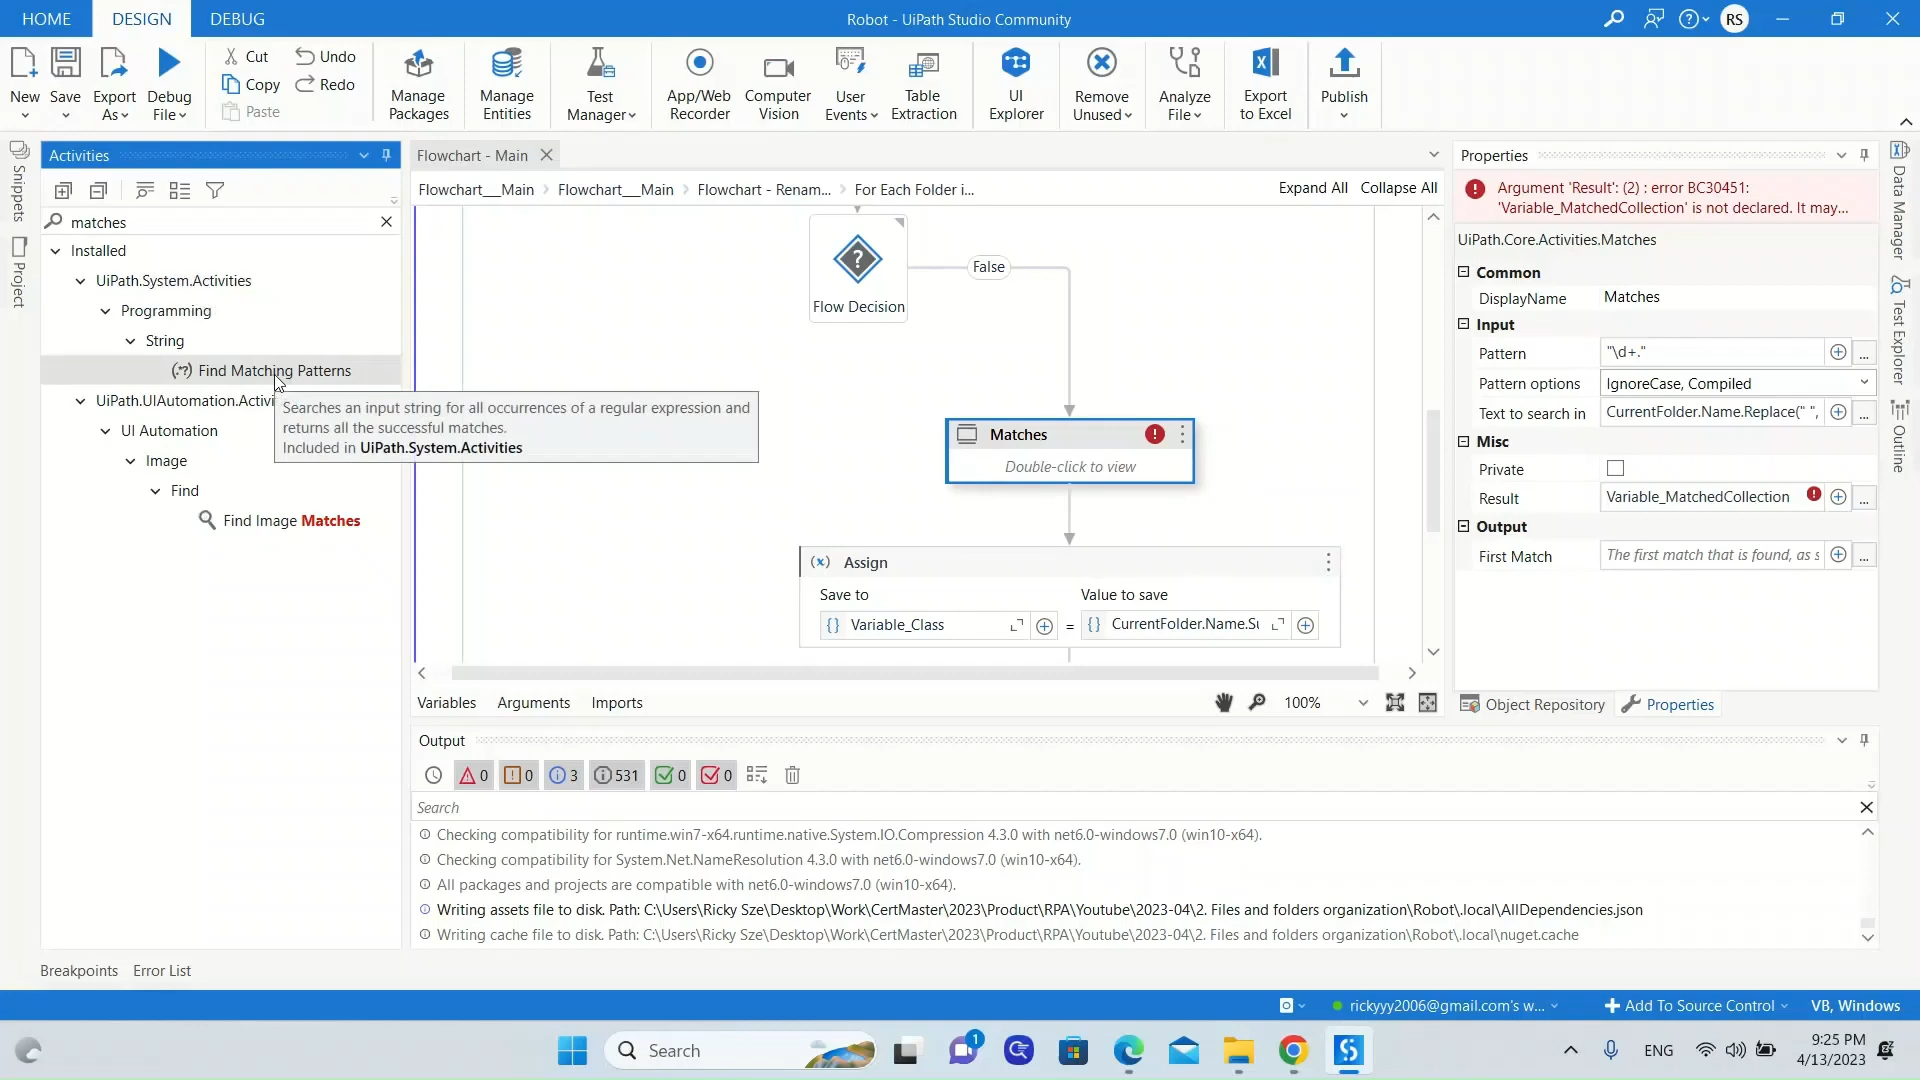 HOME DESIGN DEBUG
Robot - UiPath Studio Community
RS
New Save Export As Debug File
Cut Undo
Copy Redo
Paste
Manage Packages
Manage Entities
Test Manager
App/Web Recorder
Computer Vision
User Events
Table Extraction
UI Explorer
Remove Unused
Analyze File
Export to Excel
Publish
Snippets
Project
Activities
matches
Installed
UiPath.System.Activities
Programming
String
Find Matching Patterns
UiPath.UIAutomation.Activi
UI Automation
Image
Find
Find Image Matches
Searches an input string for all occurrences of a regular expression and
returns all the successful matches.
Included in UiPath.System.Activities
Flowchart - Main
Flowchart__Main Flowchart__Main Flowchart - Renam... For Each Folder i...
Expand All Collapse All
?
Flow Decision
False
Matches
Double-click to view
(x) Assign
Save to Value to save
Variable_Class = CurrentFolder.Name.Su
Variables Arguments Imports
100%
Properties
Argument 'Result': (2) : error BC30451:
'Variable_MatchedCollection' is not declared. It may...
UiPath.Core.Activities.Matches
Common
DisplayName Matches
Input
Pattern "\d+."
Pattern options IgnoreCase, Compiled
Text to search in CurrentFolder.Name.Replace(" ",
Misc
Private
Result Variable_MatchedCollection
Output
First Match The first match that is found, as s
Object Repository Properties
Data Manager
Test Explorer
Outline
Output
0 0 3 531 0 0
Search
Checking compatibility for runtime.win7-x64.runtime.native.System.IO.Compression 4.3.0 with net6.0-windows7.0 (win10-x64).
Checking compatibility for System.Net.NameResolution 4.3.0 with net6.0-windows7.0 (win10-x64).
All packages and projects are compatible with net6.0-windows7.0 (win10-x64).
Writing assets file to disk. Path: C:\Users\Ricky Sze\Desktop\Work\CertMaster\2023\Product\RPA\Youtube\2023-04\2. Files and folders organization\Robot\.local\AllDependencies.json
Writing cache file to disk. Path: C:\Users\Ricky Sze\Desktop\Work\CertMaster\2023\Product\RPA\Youtube\2023-04\2. Files and folders organization\Robot\.local\nuget.cache
Breakpoints Error List
rickyyy2006@gmail.com's w... Add To Source Control VB, Windows
Search
1
ENG
9:25 PM
4/13/2023